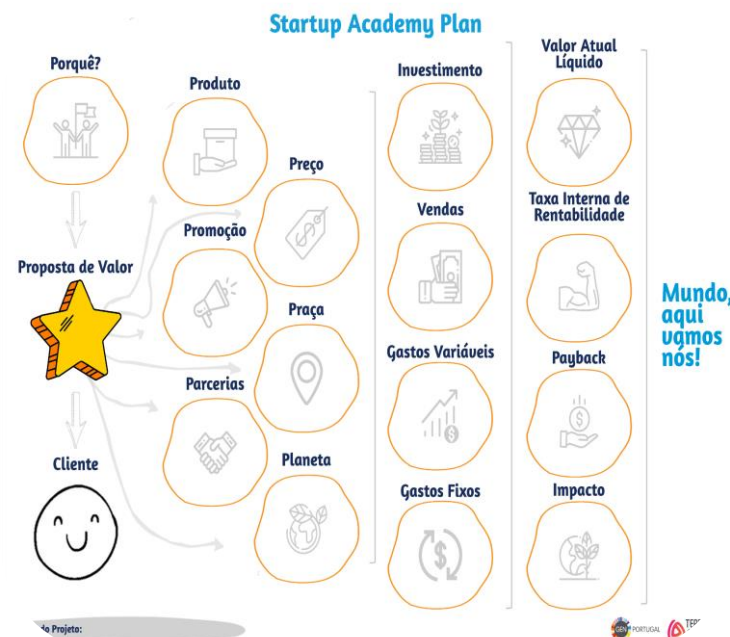 Startup Academy Plan
Porquê?
Proposta de Valor
Cliente
Produto
Preço
Promoção
Praça
Parcerias
Planeta
Investimento
Vendas
Gastos Variáveis
Gastos Fixos
Valor Atual
Líquido
Taxa Interna de
Rentabilidade
Payback
Impacto
Mundo,
aqui
vamos
nós!
Projeto:
GEN PORTUGAL